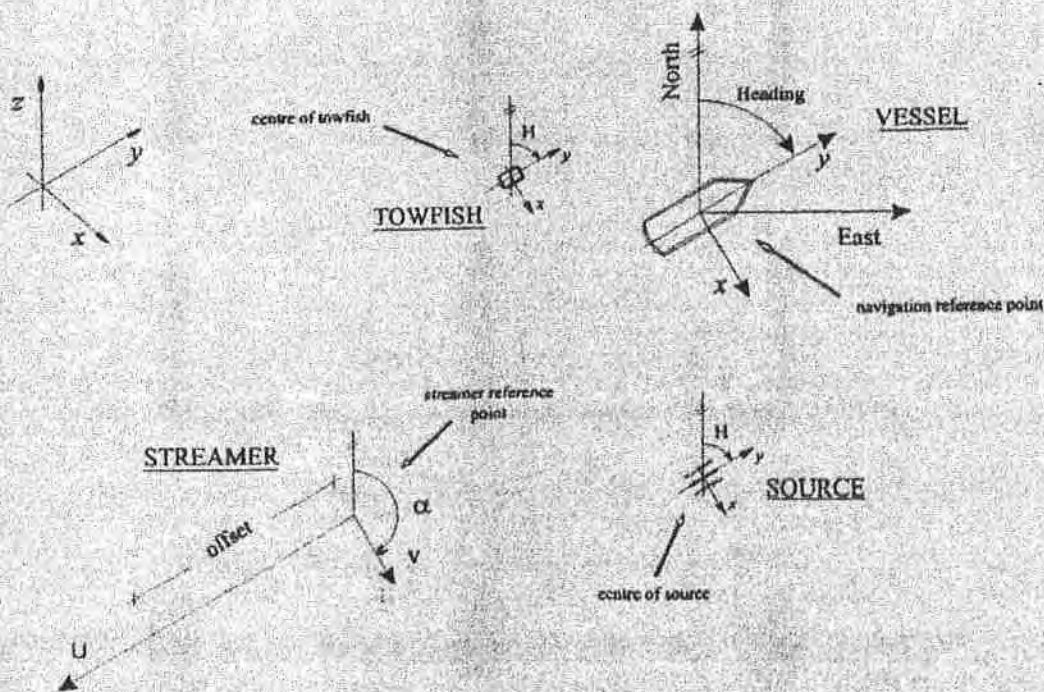 North
Heading
VESSEL
z
y
x
centre of towfish
H
y
x
TOWFISH
y
East
x
navigation reference point
streamer reference
point
STREAMER
α
offset
v
U
H
y
x
SOURCE
centre of source